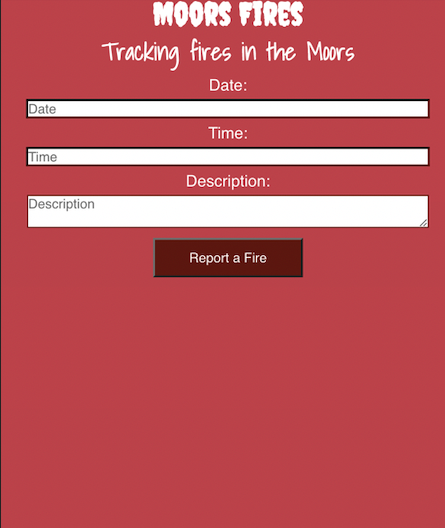 MOORS FIRES
Tracking fires in the Moors
Date:
Date
Time:
Time
Description:
Description
Report a Fire